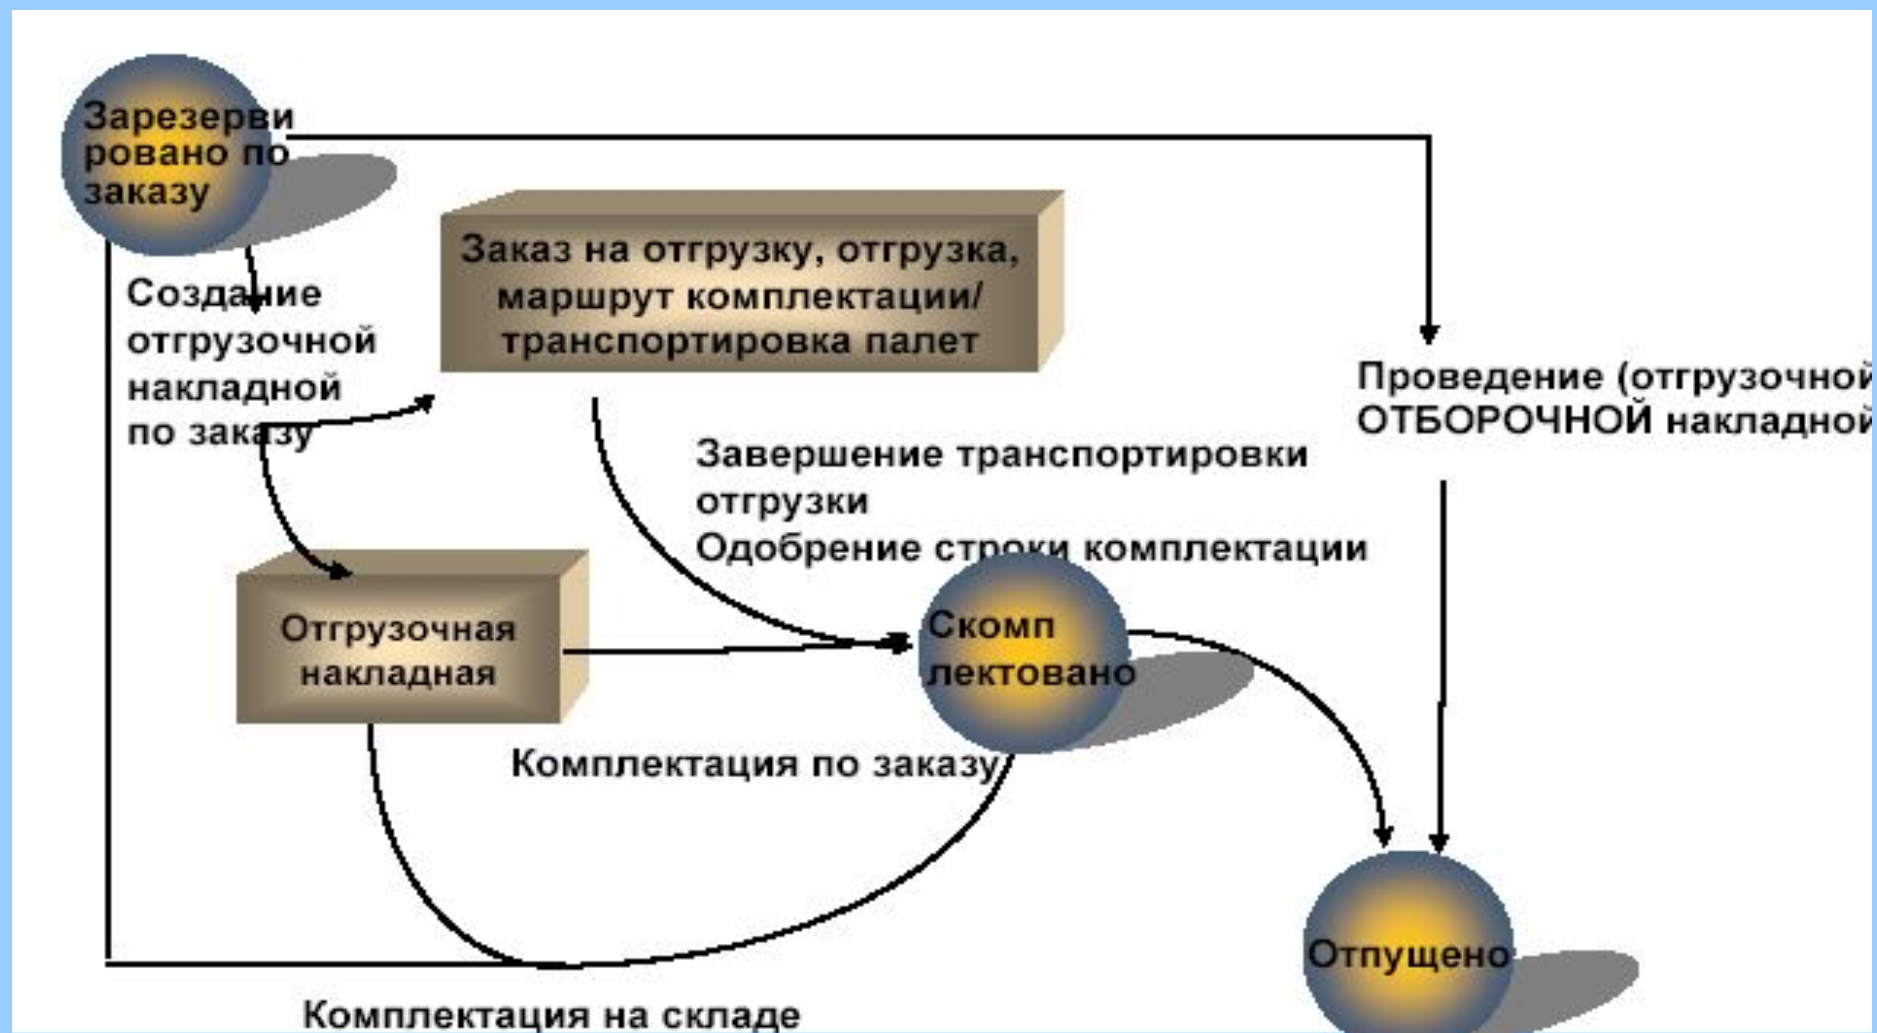 Зарезерви
ровано по
заказу
Создание
отгрузочной
накладной
по заказу
Заказ на отгрузку, отгрузка,
маршрут комплектации/
транспортировка палет
Проведение (отгрузочной
ОТБОРОЧНОЙ накладной
Завершение транспортировки
отгрузки
Одобрение строки комплектации
Отгрузочная
накладная
Скомп
лектовано
Комплектация по заказу
Отпущено
Комплектация на складе